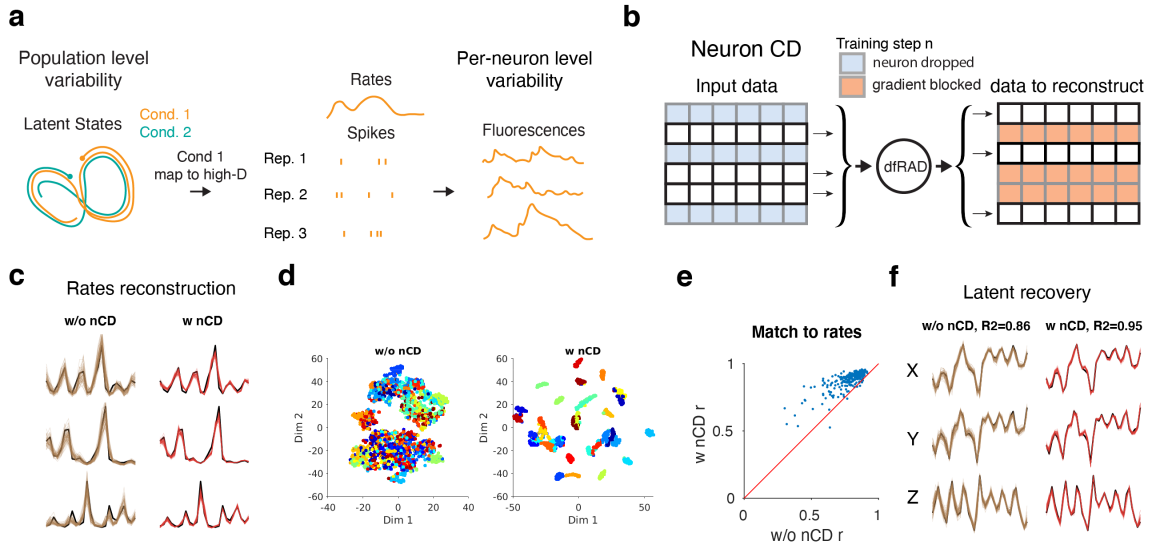 a
Population level
variability
Latent States
Cond. 1
Cond. 2
Cond 1
map to high-D
Rates
Spikes
Rep. 1
Rep. 2
Rep. 3
Per-neuron level
variability
Fluorescences
b
Neuron CD
Training step n
neuron dropped
gradient blocked
Input data
data to reconstruct
dfRAD
c
Rates reconstruction
w/o nCD
w nCD
d
w/o nCD
60
40
20
0
-20
-40
-60
Dim 2
-40
-20
0
20
40
Dim 1
w nCD
60
40
20
0
-20
-40
-60
Dim 2
-50
0
50
Dim 1
e
Match to rates
1
0.5
0
w nCD r
0
0.5
1
w/o nCD r
f
Latent recovery
w/o nCD, R2=0.86
w nCD, R2=0.95
X
Y
Z